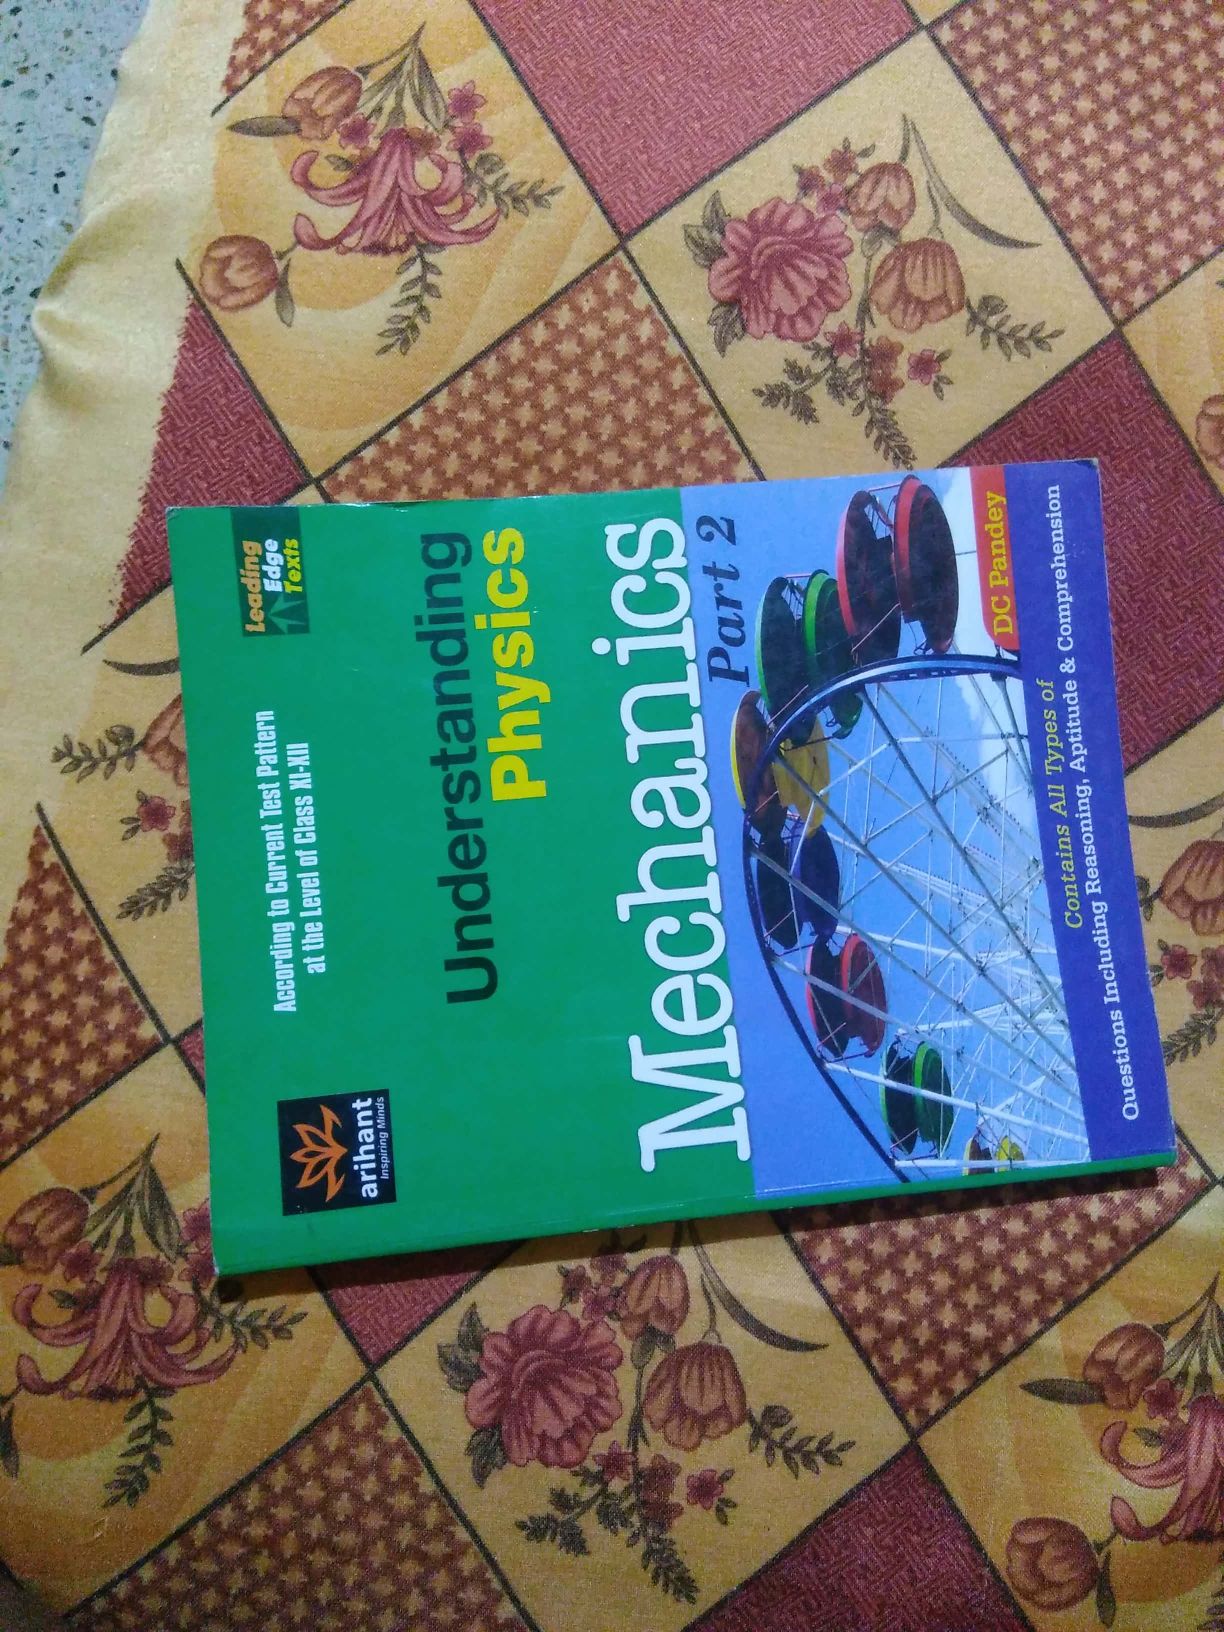 arihant
Inspiring Minds
According to Current Test Pattern
at the Level of Class XI-XII
Leading
Edge
Texts
Understanding
Physics
Mechanics
Part 2
DC Pandey
Contains All Types of
Questions Including Reasoning, Aptitude & Comprehension